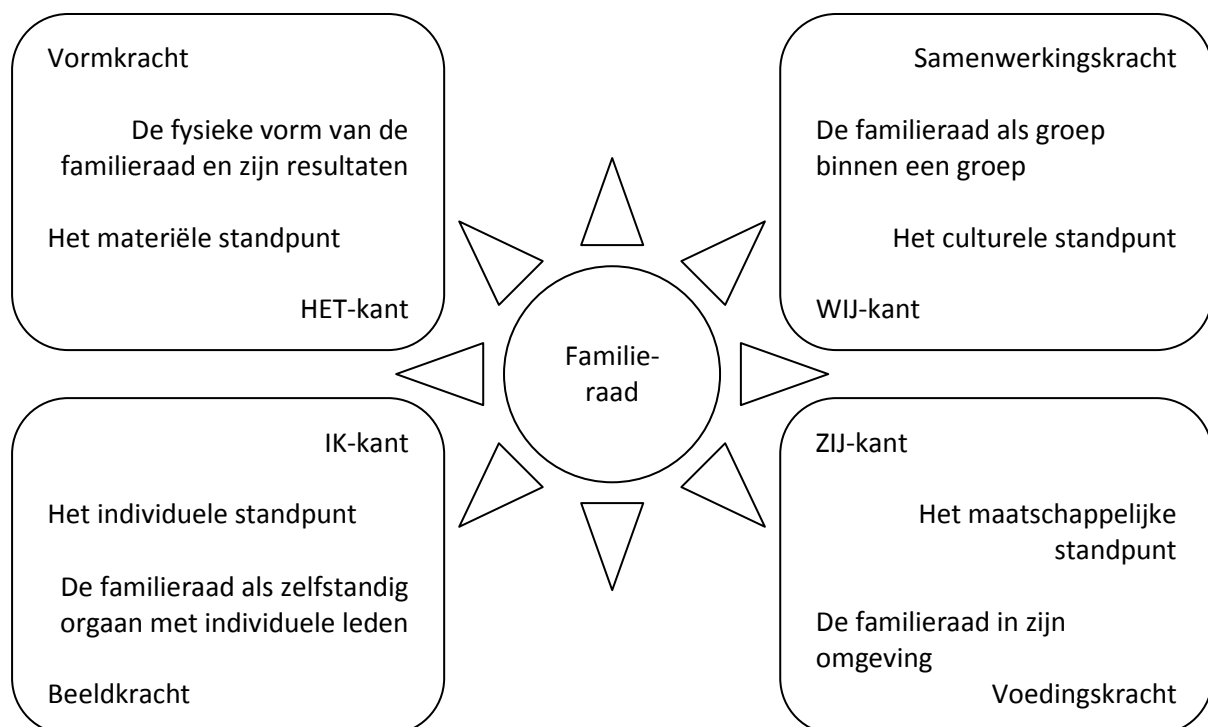 Vormkracht
De fysieke vorm van de
familieraad en zijn resultaten
Het materiële standpunt
HET-kant
Samenwerkingskracht
De familieraad als groep
binnen een groep
Het culturele standpunt
WIJ-kant
Familie-
raad
IK-kant
Het individuele standpunt
De familieraad als zelfstandig
orgaan met individuele leden
Beeldkracht
ZIJ-kant
Het maatschappelijke
standpunt
De familieraad in zijn
omgeving
Voedingskracht